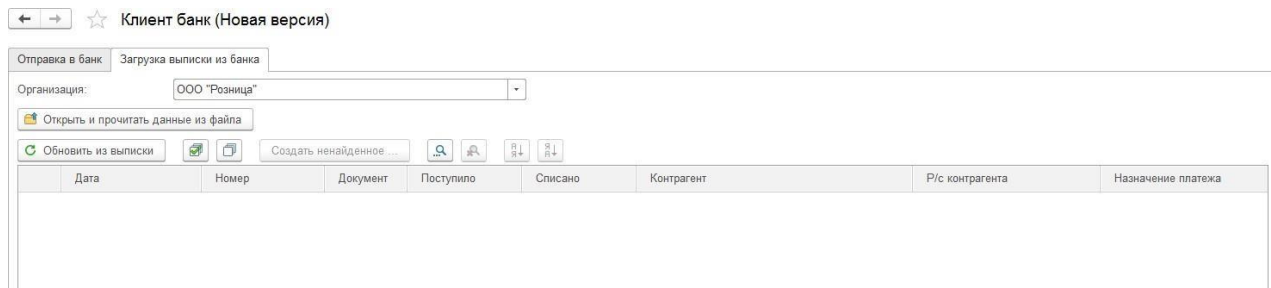 Клиент банк (Новая версия)
Отправка в банк Загрузка выписки из банка
Организация: ООО "Розница"
Открыть и прочитать данные из файла
Обновить из выписки Создать ненайденное ...
Дата Номер Документ Поступило Списано Контрагент Р/с контрагента Назначение платежа